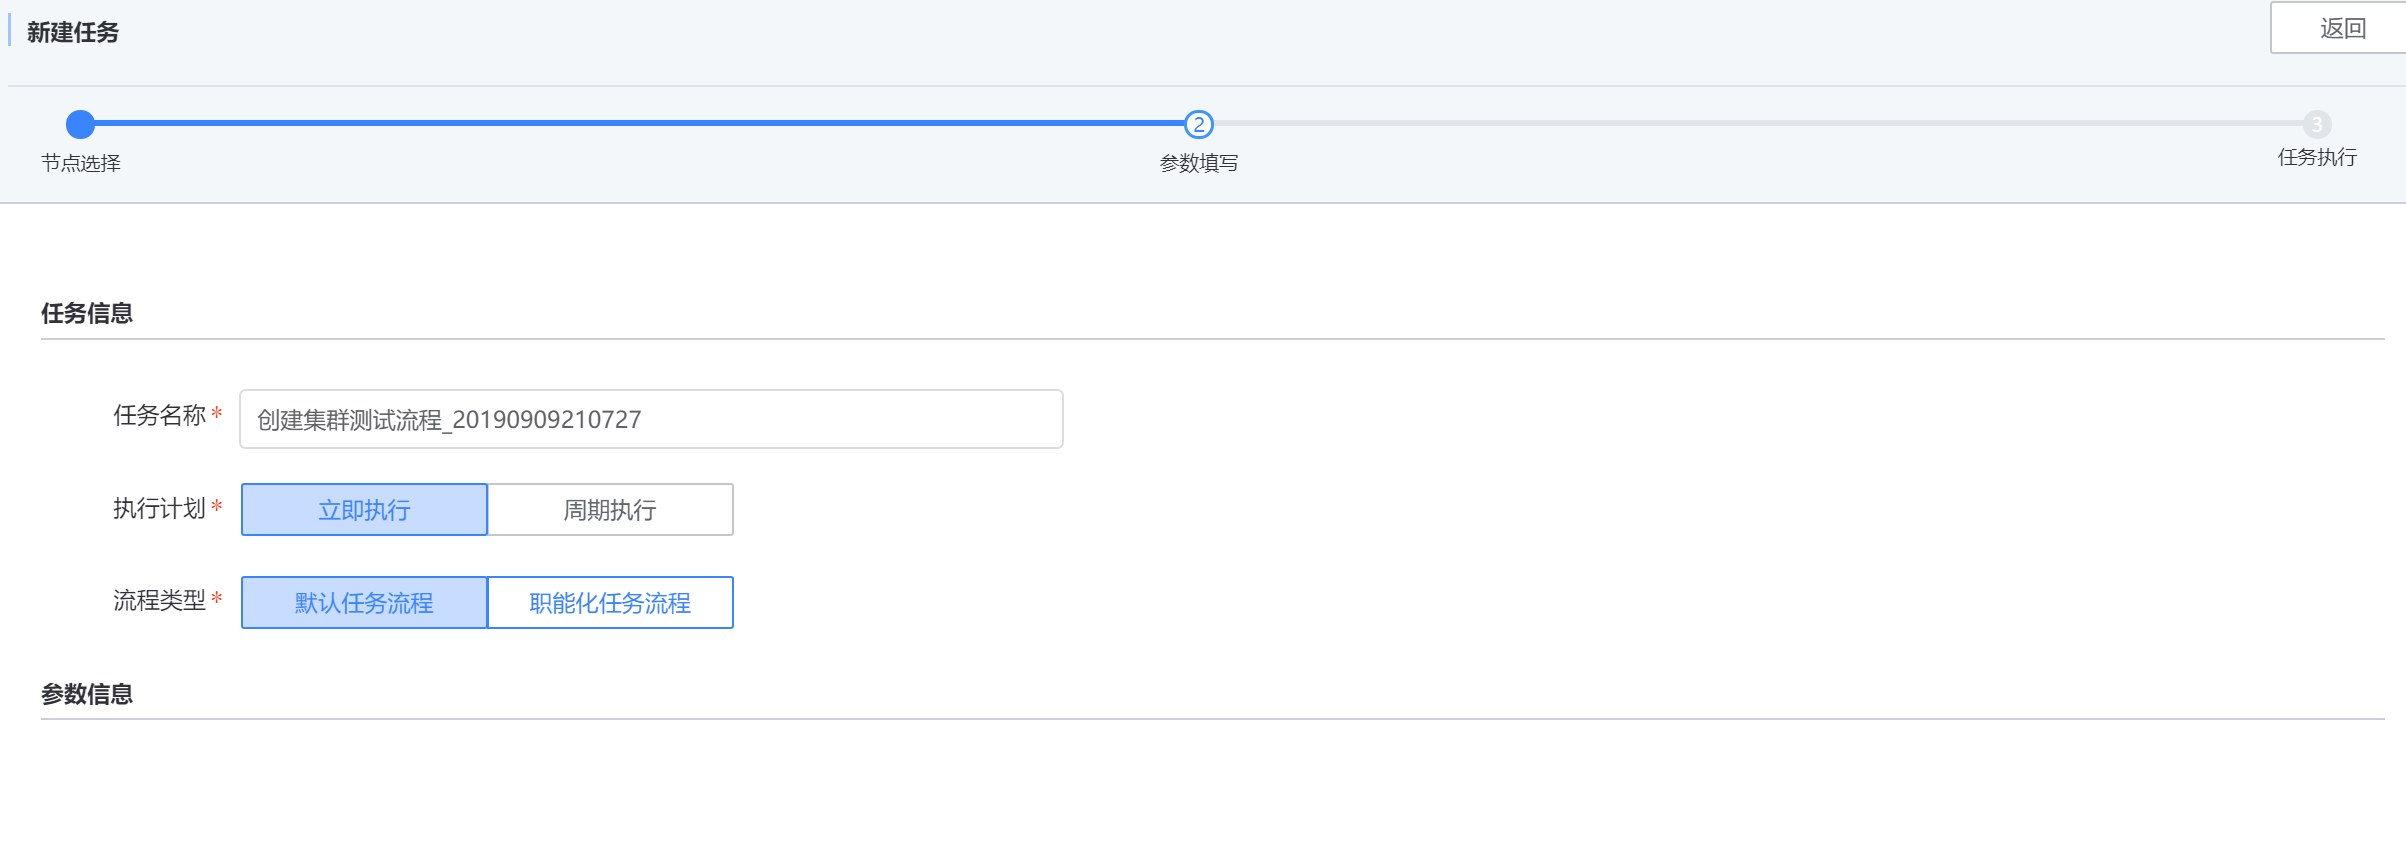 新建任务
返回
2
3
节点选择
参数填写
任务执行
任务信息
任务名称*
创建集群测试流程_20190909210727
执行计划*
立即执行
周期执行
流程类型*
默认任务流程
职能化任务流程
参数信息